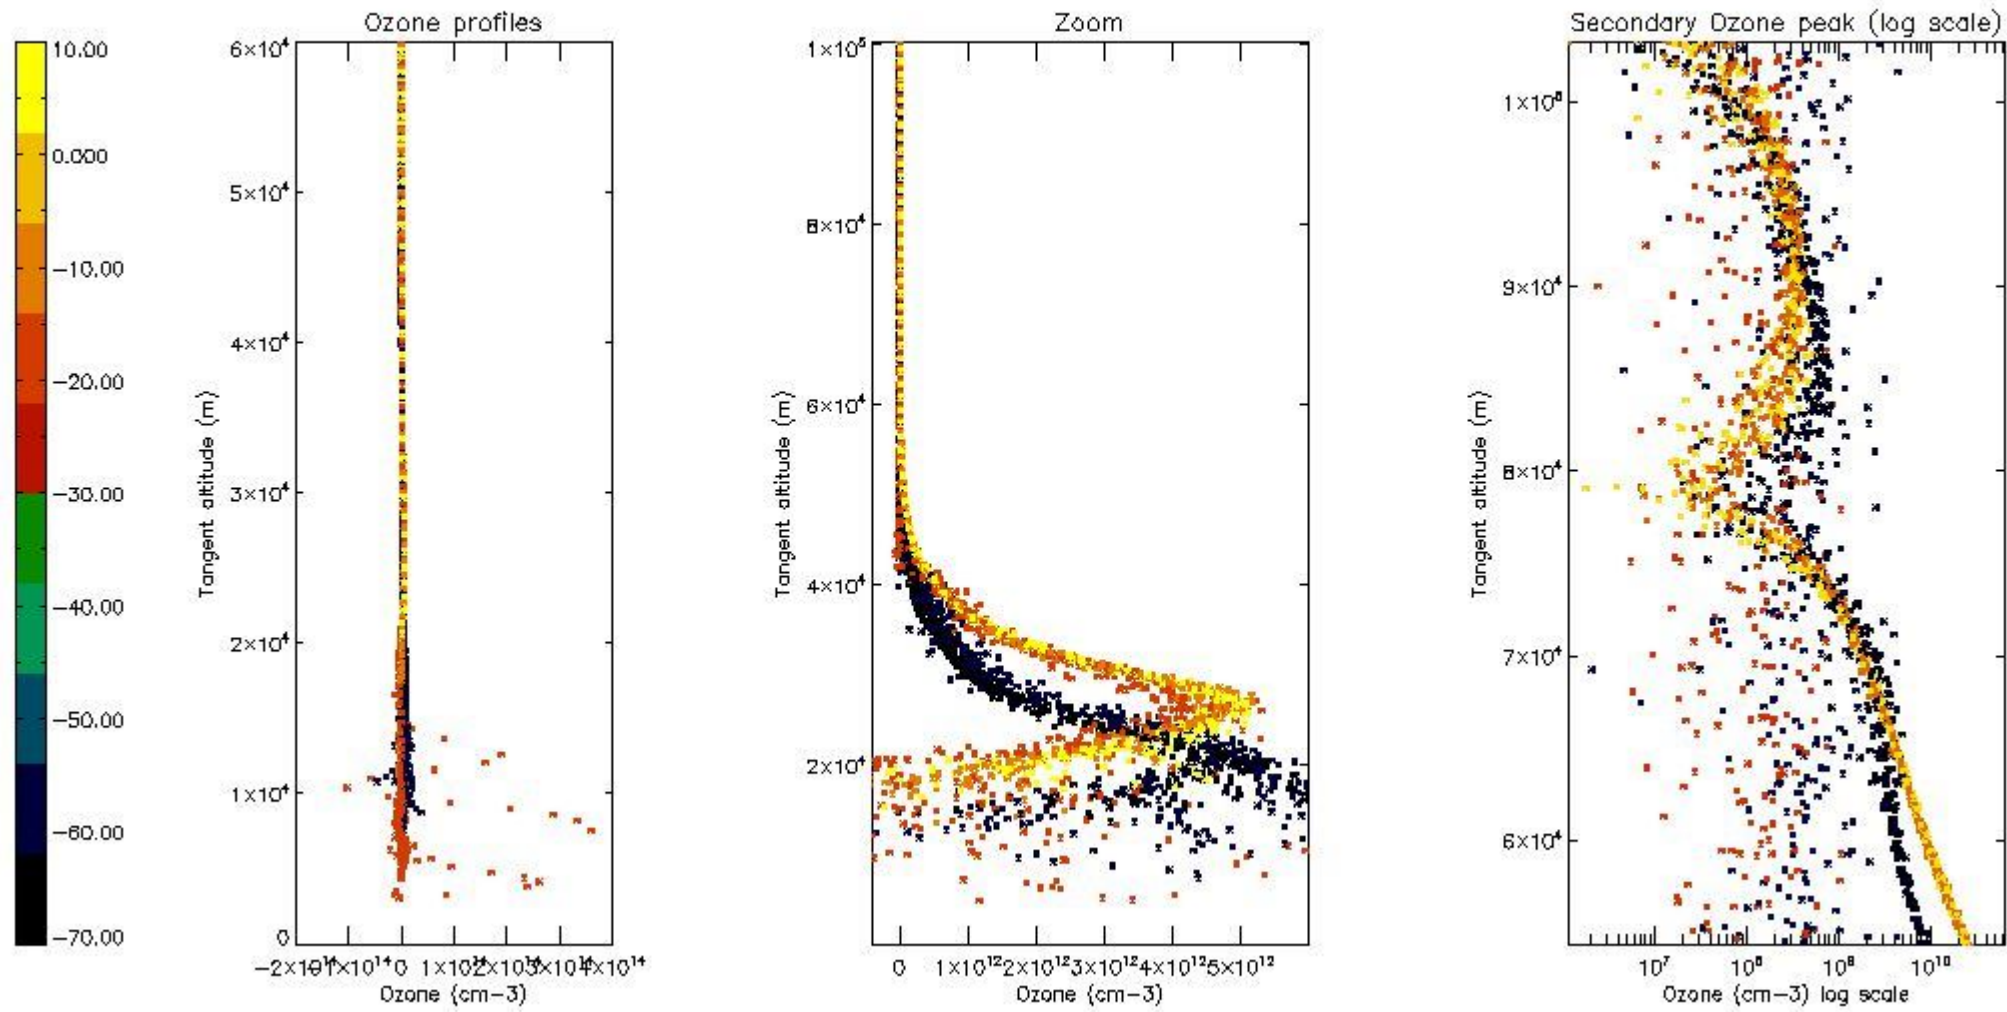 Ozone profiles
Zoom
Secondary Ozone peak (log scale)
10.00
0.000
−10.00
−20.00
−30.00
−40.00
−50.00
−60.00
−70.00
6×10⁴
5×10⁴
4×10⁴
3×10⁴
2×10⁴
1×10⁴
0
Tangent altitude (m)
0
4×10¹⁴
Ozone (cm−3)
1×10⁵
8×10⁴
6×10⁴
4×10⁴
2×10⁴
Tangent altitude (m)
0 1×10¹² 2×10¹² 3×10¹² 4×10¹² 5×10¹²
Ozone (cm−3)
9×10⁴
8×10⁴
7×10⁴
6×10⁴
Tangent altitude (m)
10⁷ 10⁸ 10⁹ 10¹⁰
Ozone (cm−3) log scale